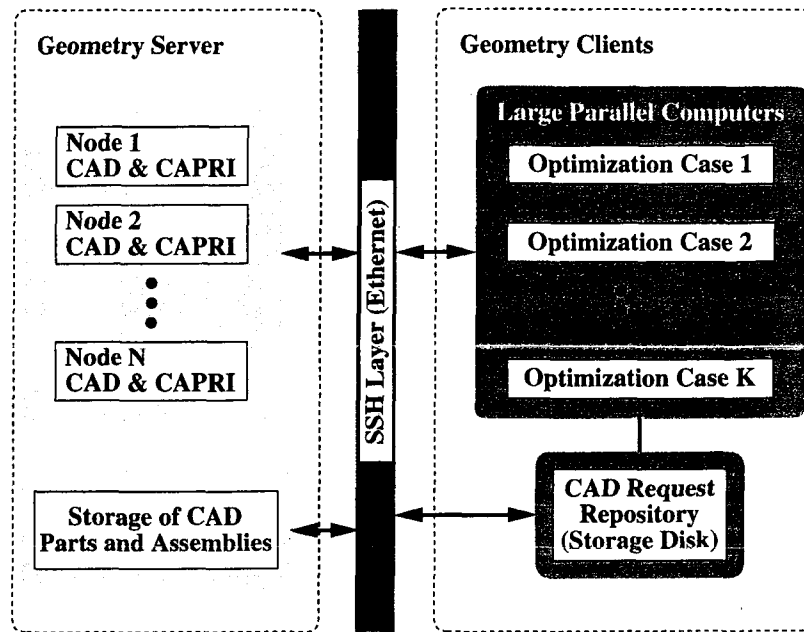 Geometry Server
Node 1
CAD & CAPRI
Node 2
CAD & CAPRI
Node N
CAD & CAPRI
Storage of CAD
Parts and Assemblies
SSH Layer (Ethernet)
Geometry Clients
Large Parallel Computers
Optimization Case 1
Optimization Case 2
Optimization Case K
CAD Request
Repository
(Storage Disk)